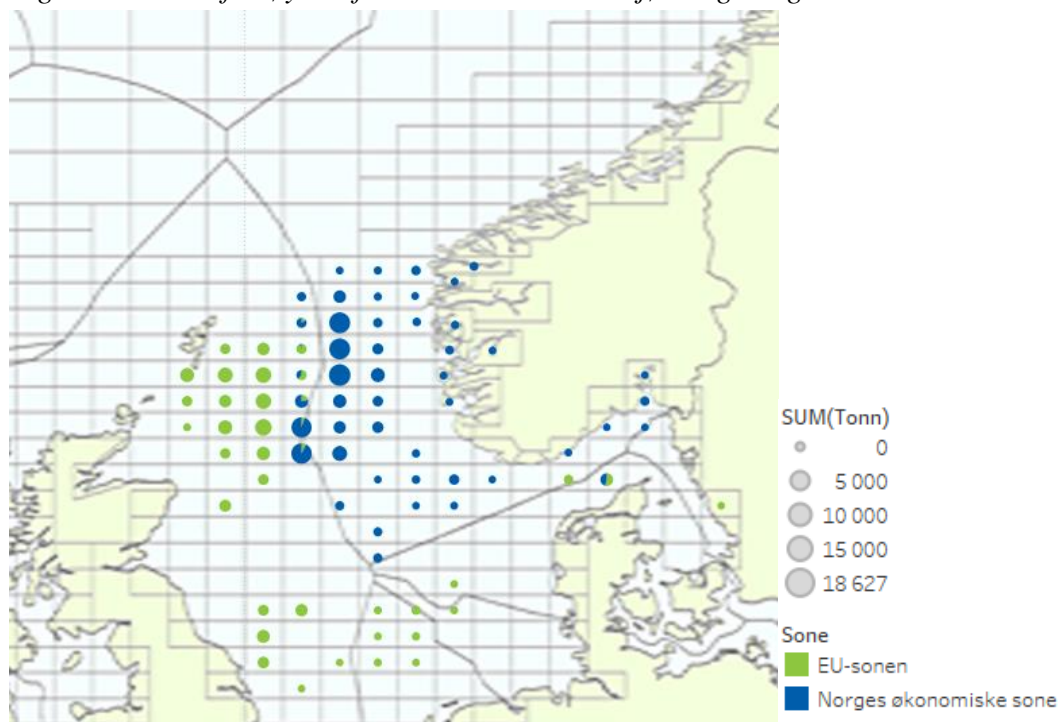 SUM(Tonn)
0
5 000
10 000
15 000
18 627
Sone
EU-sonen
Norges økonomiske sone